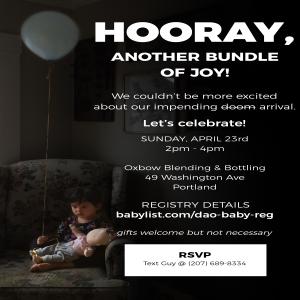 HOORAY,
ANOTHER BUNDLE
OF JOY!
We couldn't be more excited
about our impending doom arrival.
Let's celebrate!
SUNDAY, APRIL 23rd
2pm - 4pm
Oxbow Blending & Bottling
49 Washington Ave
Portland
REGISTRY DETAILS
babylist.com/dao-baby-reg
gifts welcome but not necessary
RSVP
Text Guy @ (207) 689-8334